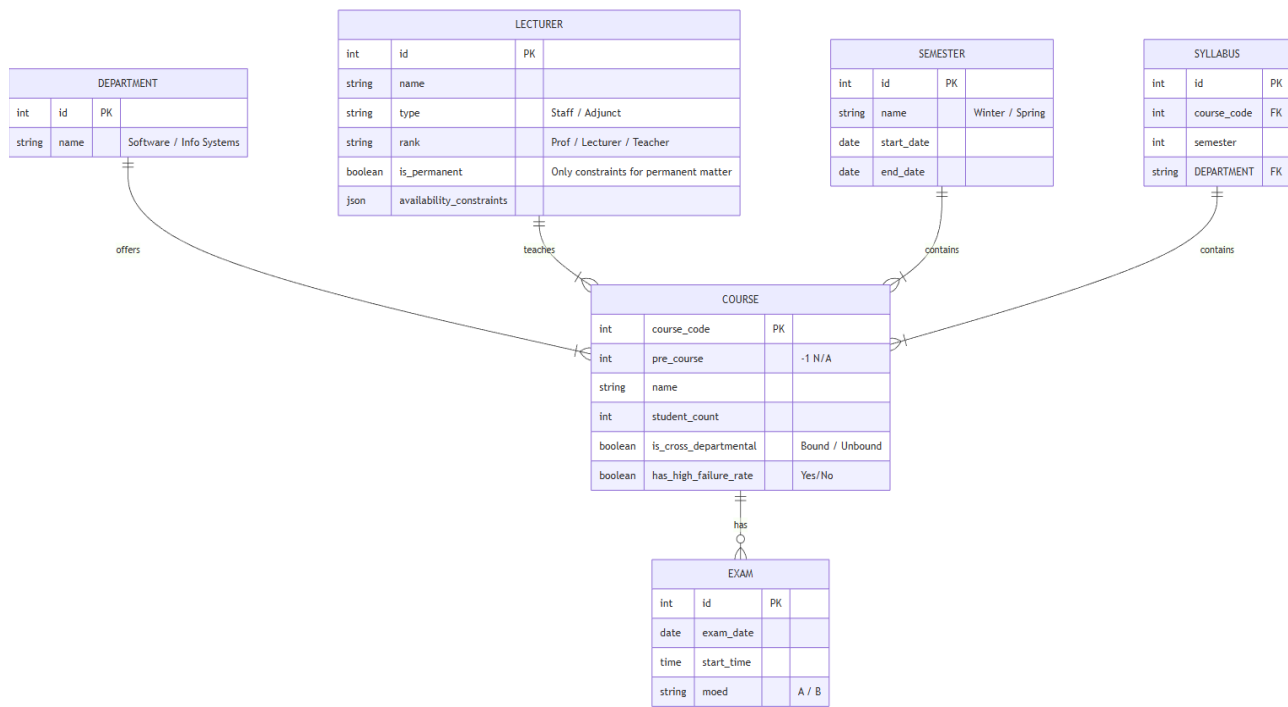 LECTURER
int id PK
string name
string type Staff / Adjunct
string rank Prof / Lecturer / Teacher
boolean is_permanent Only constraints for permanent matter
json availability_constraints
SEMESTER
int id PK
string name Winter / Spring
date start_date
date end_date
SYLLABUS
int id PK
int course_code FK
int semester
string DEPARTMENT FK
DEPARTMENT
int id PK
string name Software / Info Systems
offers
teaches
contains
contains
COURSE
int course_code PK
int pre_course -1 N/A
string name
int student_count
boolean is_cross_departmental Bound / Unbound
boolean has_high_failure_rate Yes/No
has
EXAM
int id PK
date exam_date
time start_time
string moed A / B